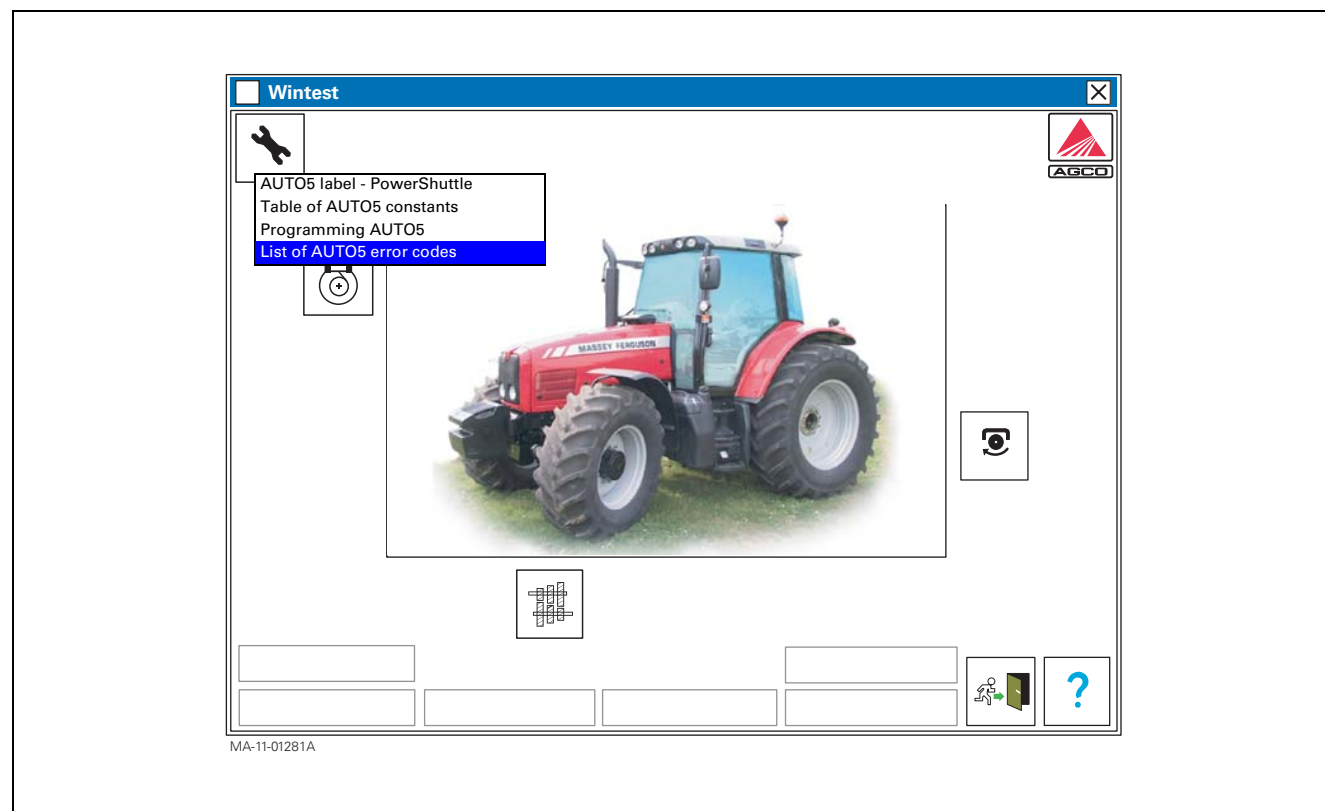 Wintest
AGCO
AUTO5 label - PowerShuttle
Table of AUTO5 constants
Programming AUTO5
List of AUTO5 error codes
MASSEY FERGUSON
?
MA-11-01281A